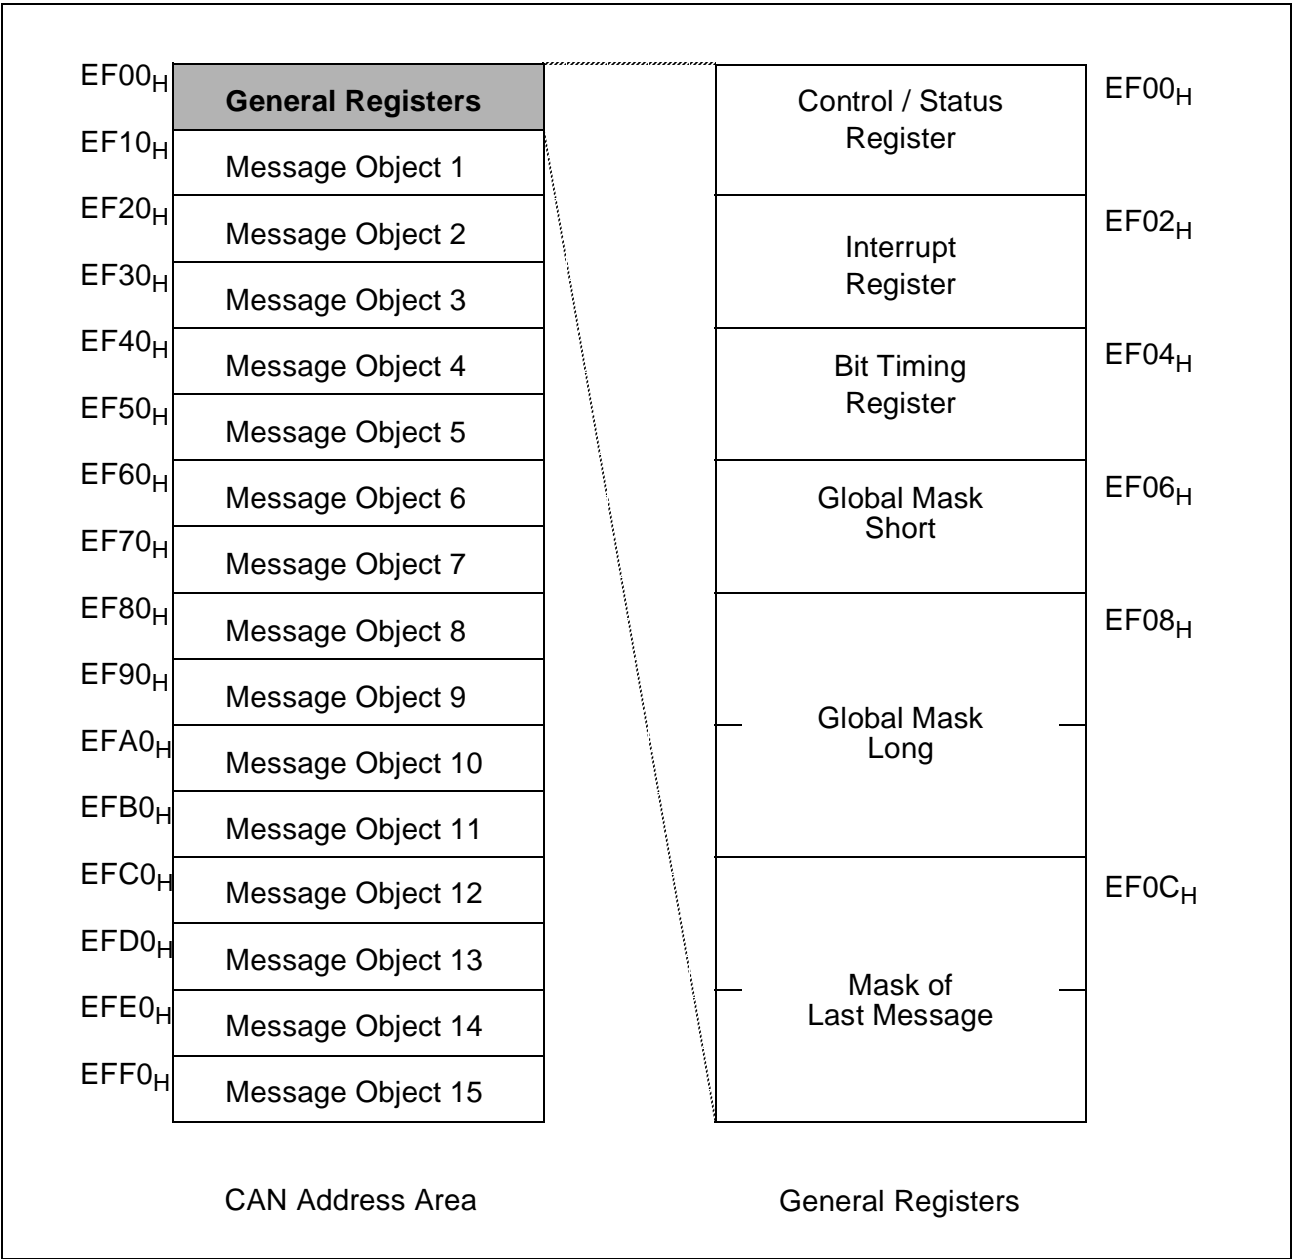 EF00H
General Registers
EF10H
Message Object 1
EF20H
Message Object 2
EF30H
Message Object 3
EF40H
Message Object 4
EF50H
Message Object 5
EF60H
Message Object 6
EF70H
Message Object 7
EF80H
Message Object 8
EF90H
Message Object 9
EFA0H
Message Object 10
EFB0H
Message Object 11
EFC0H
Message Object 12
EFD0H
Message Object 13
EFE0H
Message Object 14
EFF0H
Message Object 15
CAN Address Area
Control / Status
Register
EF00H
Interrupt
Register
EF02H
Bit Timing
Register
EF04H
Global Mask
Short
EF06H
Global Mask
Long
EF08H
Mask of
Last Message
EF0CH
General Registers